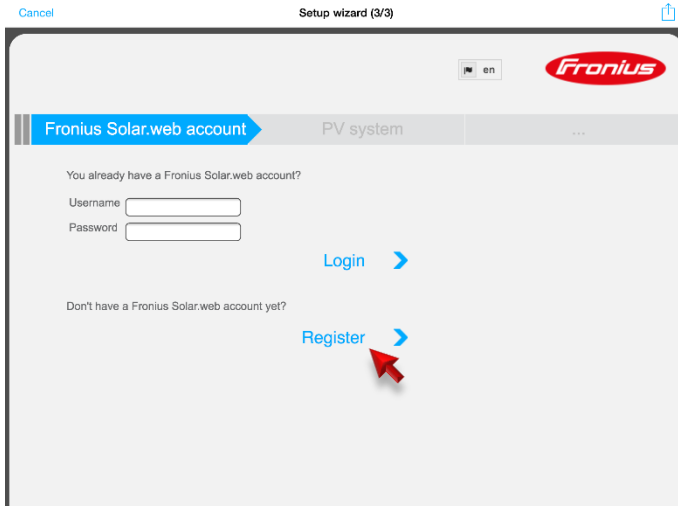 Cancel
Setup wizard (3/3)
en
Fronius
Fronius Solar.web account
PV system
...
You already have a Fronius Solar.web account?
Username
Password
Login
Don't have a Fronius Solar.web account yet?
Register